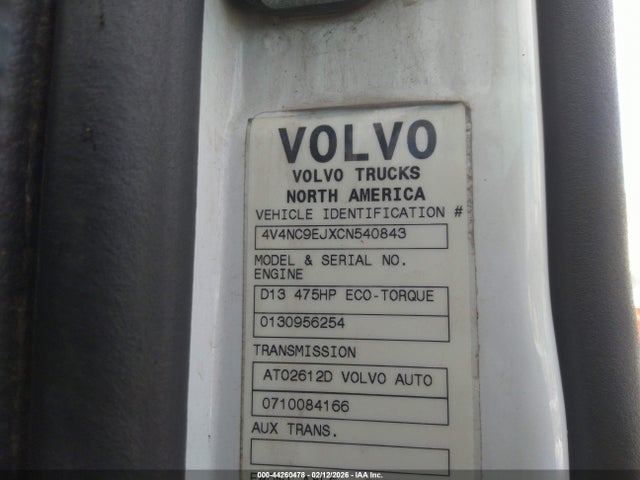 VOLVO
VOLVO TRUCKS
NORTH AMERICA
VEHICLE IDENTIFICATION #
4V4NC9EJXCN540843
MODEL & SERIAL NO.
ENGINE
D13 475HP ECO-TORQUE
0130956254
TRANSMISSION
ATO2612D VOLVO AUTO
0710084166
AUX TRANS.
000-44260478 - 02/12/2026 - IAA Inc.